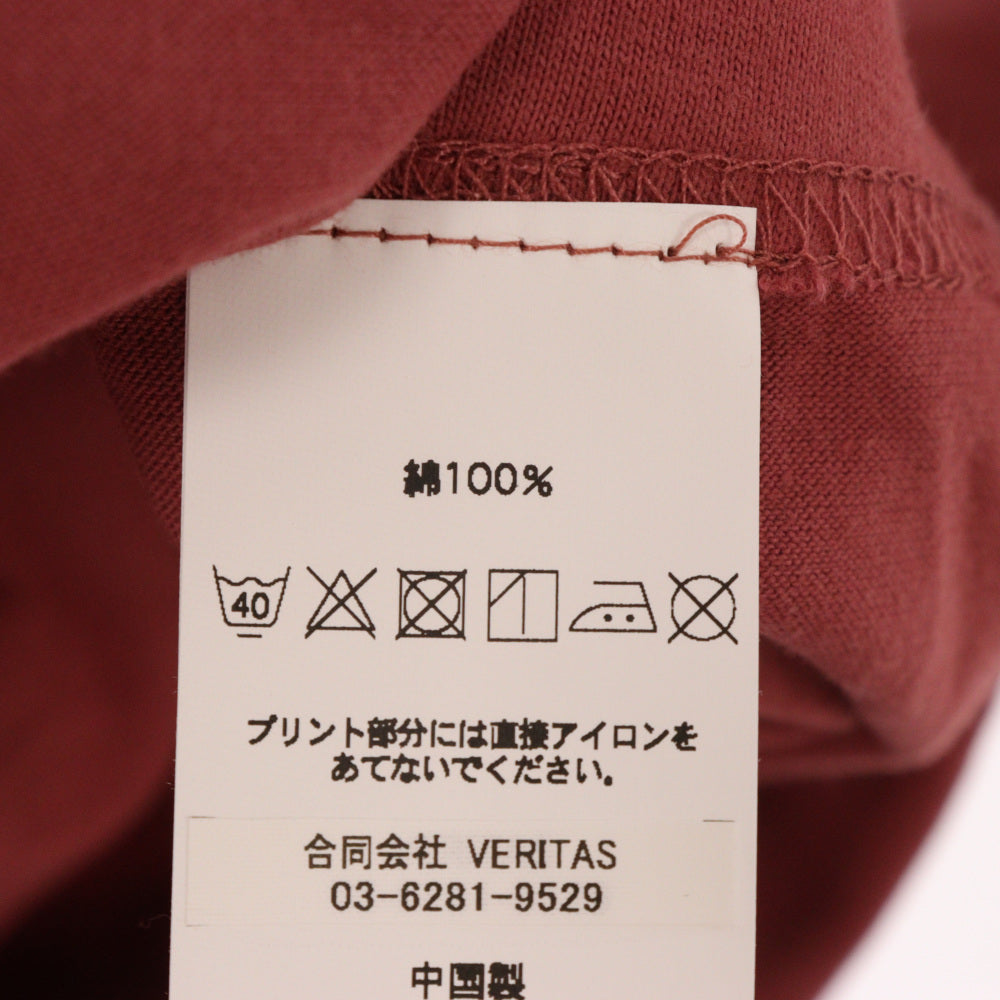 綿100%
40
プリント部分には直接アイロンを
あてないでください。
合同会社 VERITAS
03-6281-9529
中国製